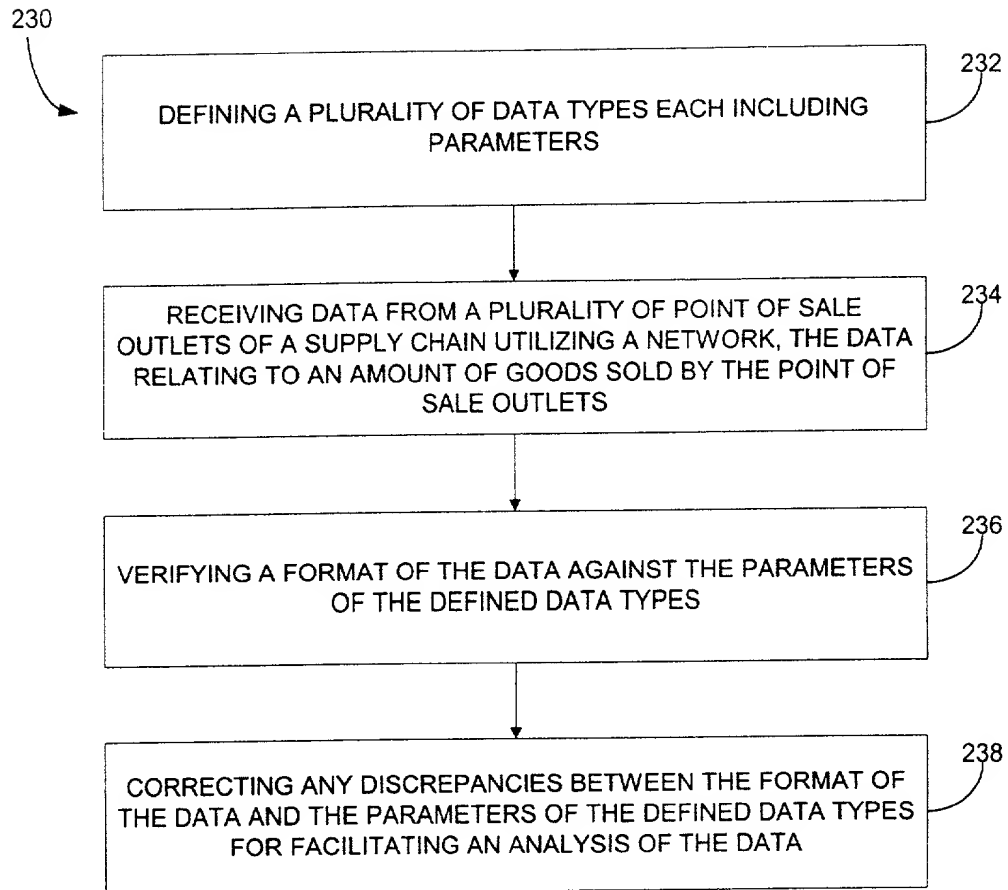 230
232
DEFINING A PLURALITY OF DATA TYPES EACH INCLUDING
PARAMETERS
234
RECEIVING DATA FROM A PLURALITY OF POINT OF SALE
OUTLETS OF A SUPPLY CHAIN UTILIZING A NETWORK, THE DATA
RELATING TO AN AMOUNT OF GOODS SOLD BY THE POINT OF
SALE OUTLETS
236
VERIFYING A FORMAT OF THE DATA AGAINST THE PARAMETERS
OF THE DEFINED DATA TYPES
238
CORRECTING ANY DISCREPANCIES BETWEEN THE FORMAT OF
THE DATA AND THE PARAMETERS OF THE DEFINED DATA TYPES
FOR FACILITATING AN ANALYSIS OF THE DATA